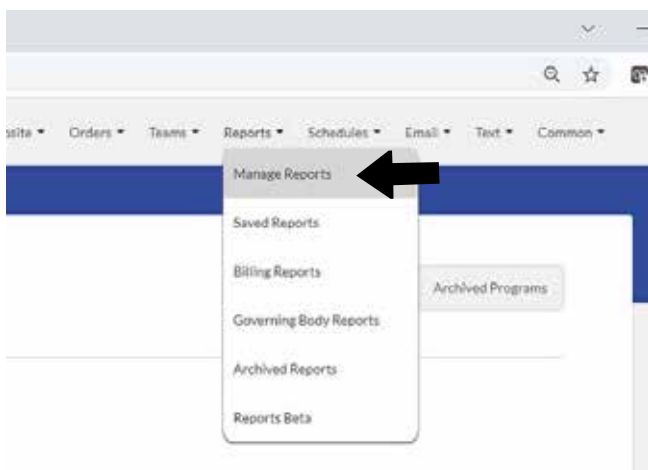 Orders Teams Reports Schedules Email Text Common
Manage Reports
Saved Reports
Billing Reports
Archived Programs
Governing Body Reports
Archived Reports
Reports Beta